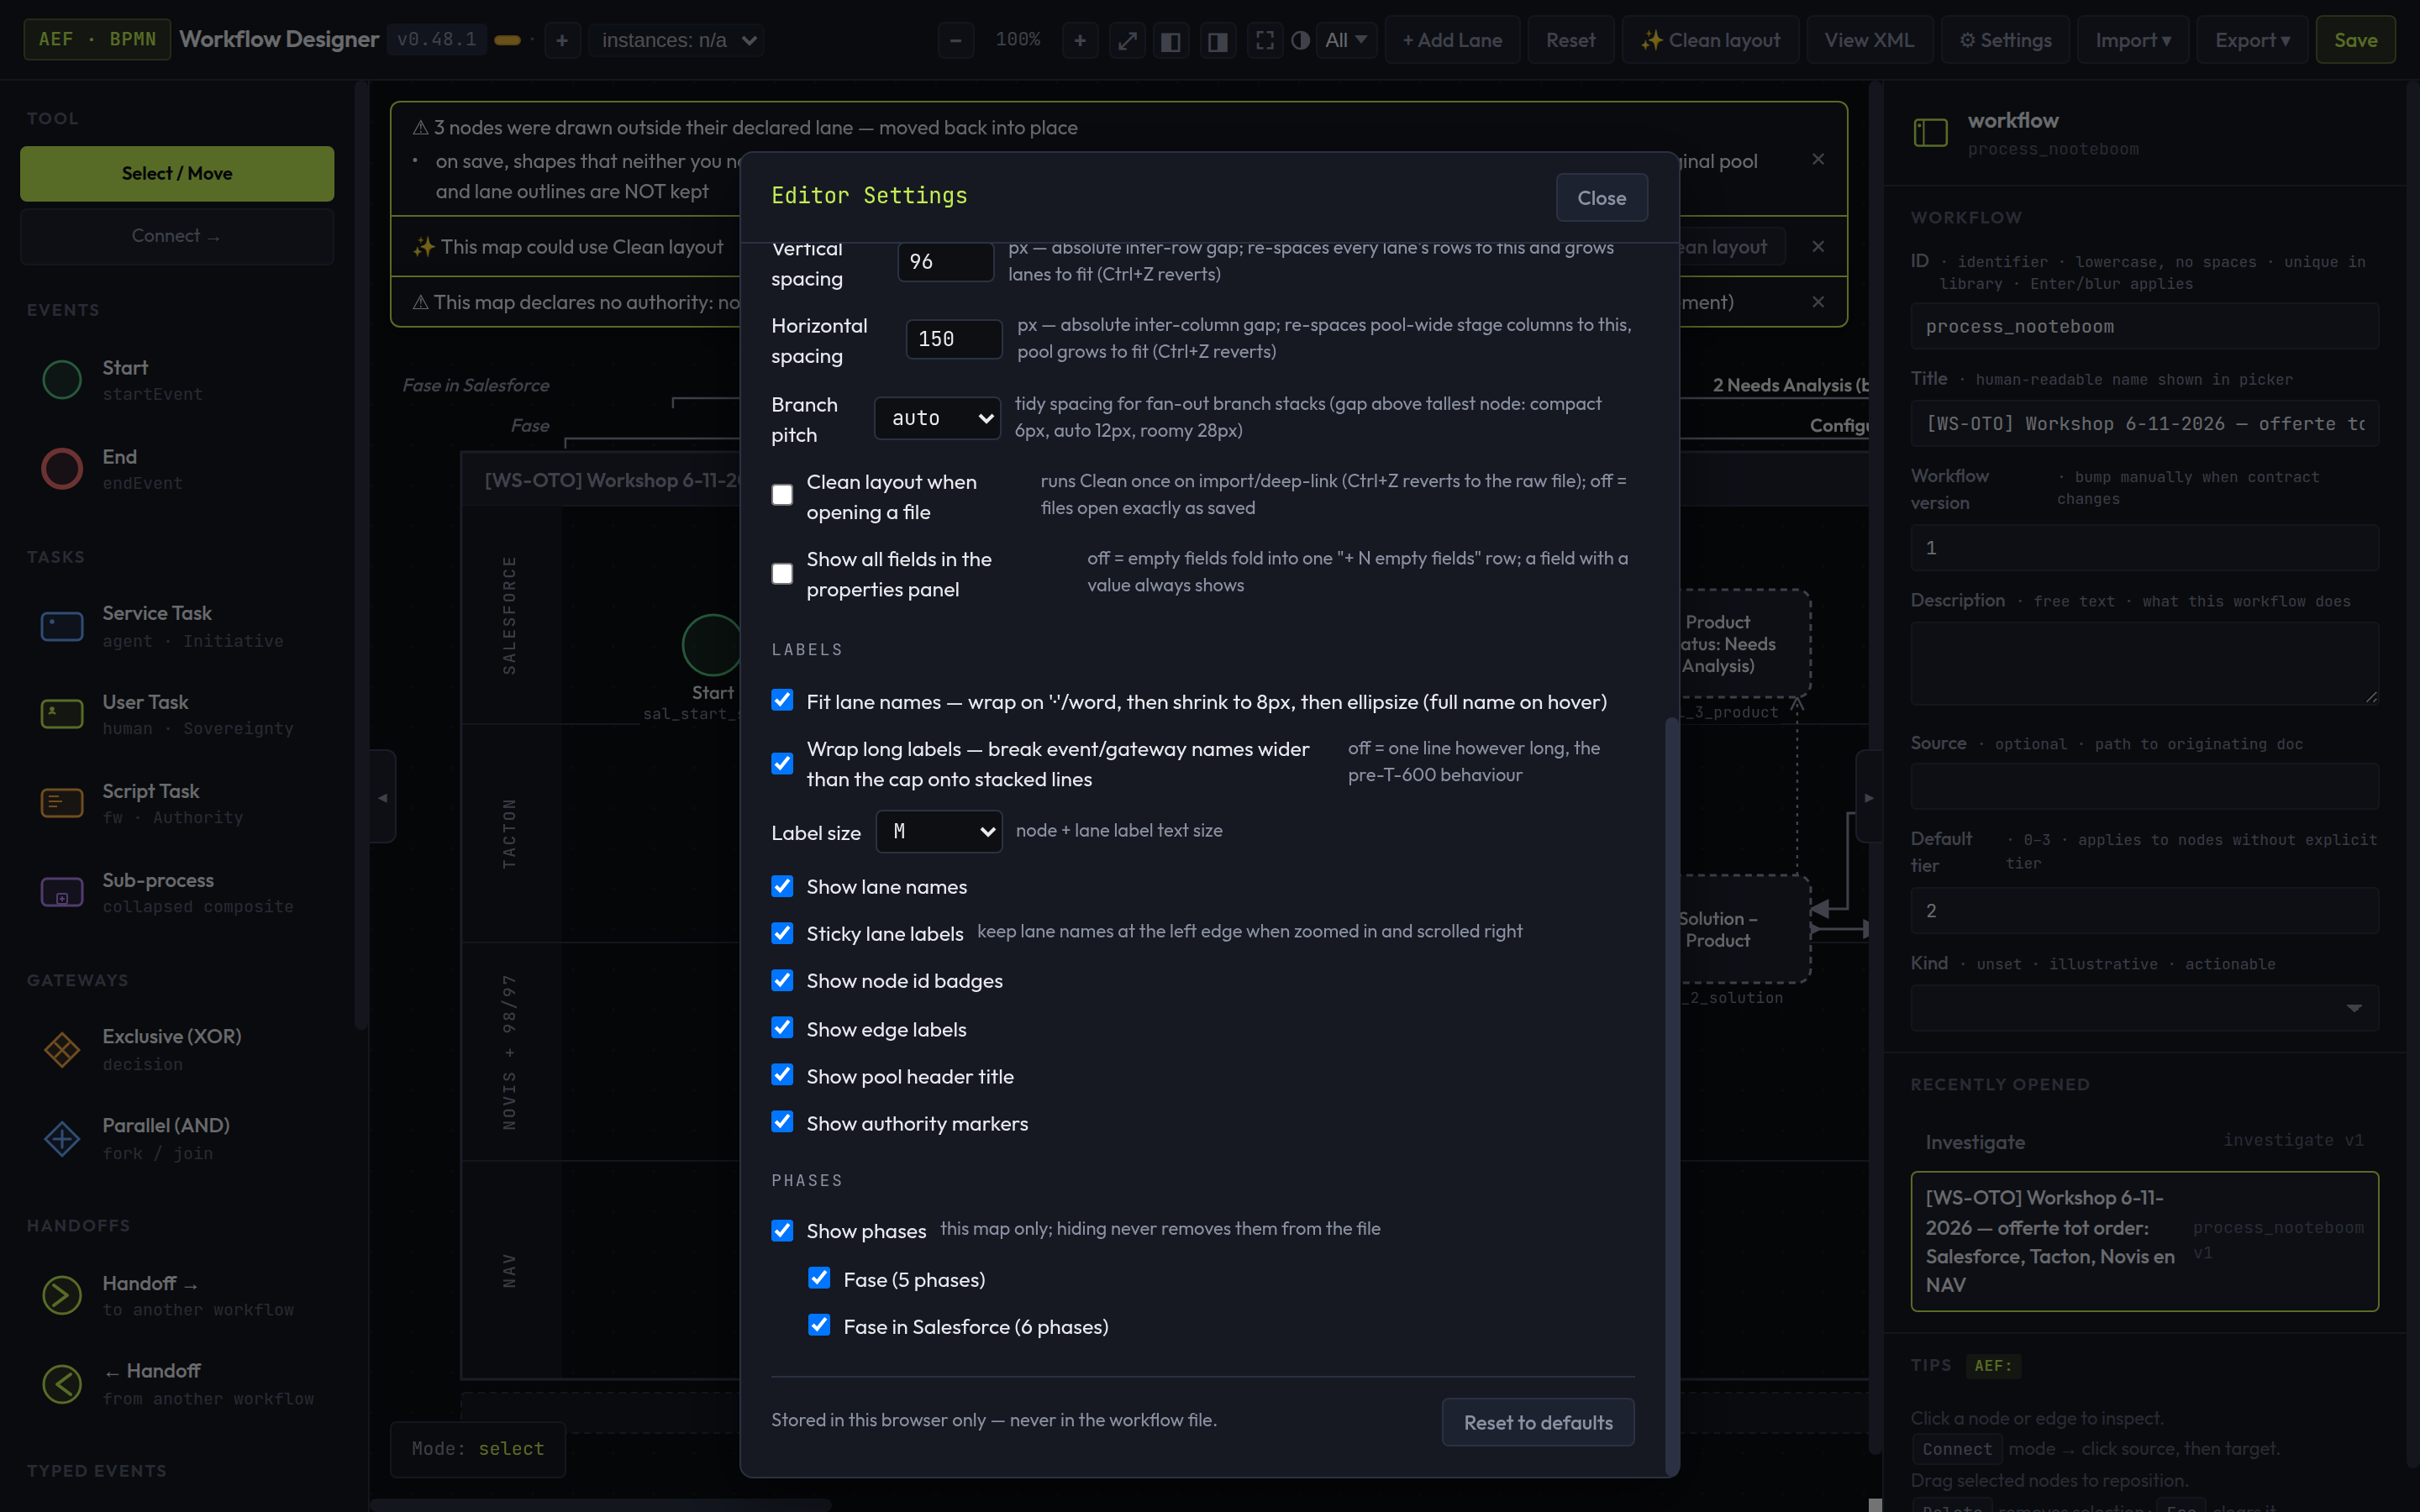 AEF · BPMN Workflow Designer v0.48.1 · + instances: n/a − 100% + All + Add Lane Reset ✨ Clean layout View XML ⚙ Settings Import ▾ Export ▾ Save
TOOL
Select / Move
Connect →
EVENTS
Start
startEvent
End
endEvent
TASKS
Service Task
agent · Initiative
User Task
human · Sovereignty
Script Task
fw · Authority
Sub-process
collapsed composite
GATEWAYS
Exclusive (XOR)
decision
Parallel (AND)
fork / join
HANDOFFS
Handoff →
to another workflow
← Handoff
from another workflow
TYPED EVENTS
⚠ 3 nodes were drawn outside their declared lane — moved back into place
• on save, shapes that neither you
and lane outlines are NOT kept
ginal pool
✨ This map could use Clean layout
ean layout
⚠ This map declares no authority:
ment)
Fase in Salesforce
Fase
2 Needs Analysis
[WS-OTO] Workshop 6-11-
SALESFORCE
TACTON
NOVIS + 98/97
NAV
Start
sal_start_
Product
atus: Needs
Analysis)
_3_product
Solution –
Product
_2_solution
Mode: select
Editor Settings
Close
Vertical
spacing
96
px — absolute inter-row gap; re-spaces every lane's rows to this and grows
lanes to fit (Ctrl+Z reverts)
Horizontal
spacing
150
px — absolute inter-column gap; re-spaces pool-wide stage columns to this,
pool grows to fit (Ctrl+Z reverts)
Branch
pitch
auto
tidy spacing for fan-out branch stacks (gap above tallest node: compact
6px, auto 12px, roomy 28px)
Clean layout when
opening a file
runs Clean once on import/deep-link (Ctrl+Z reverts to the raw file); off =
files open exactly as saved
Show all fields in the
properties panel
off = empty fields fold into one "+ N empty fields" row; a field with a
value always shows
LABELS
Fit lane names — wrap on '·'/word, then shrink to 8px, then ellipsize (full name on hover)
Wrap long labels — break event/gateway names wider
than the cap onto stacked lines
off = one line however long, the
pre-T-600 behaviour
Label size M node + lane label text size
Show lane names
Sticky lane labels keep lane names at the left edge when zoomed in and scrolled right
Show node id badges
Show edge labels
Show pool header title
Show authority markers
PHASES
Show phases this map only; hiding never removes them from the file
Fase (5 phases)
Fase in Salesforce (6 phases)
Stored in this browser only — never in the workflow file.
Reset to defaults
workflow
process_nooteboom
WORKFLOW
ID · identifier · lowercase, no spaces · unique in
library · Enter/blur applies
process_nooteboom
Title · human-readable name shown in picker
[WS-OTO] Workshop 6-11-2026 — offerte to
Workflow
version
· bump manually when contract
changes
1
Description · free text · what this workflow does
Source · optional · path to originating doc
Default
tier
· 0–3 · applies to nodes without explicit
tier
2
Kind · unset · illustrative · actionable
RECENTLY OPENED
Investigate investigate v1
[WS-OTO] Workshop 6-11-
2026 — offerte tot order:
Salesforce, Tacton, Novis en
NAV
process_nooteboom
v1
TIPS AEF:
Click a node or edge to inspect.
Connect mode → click source, then target.
Drag selected nodes to reposition.